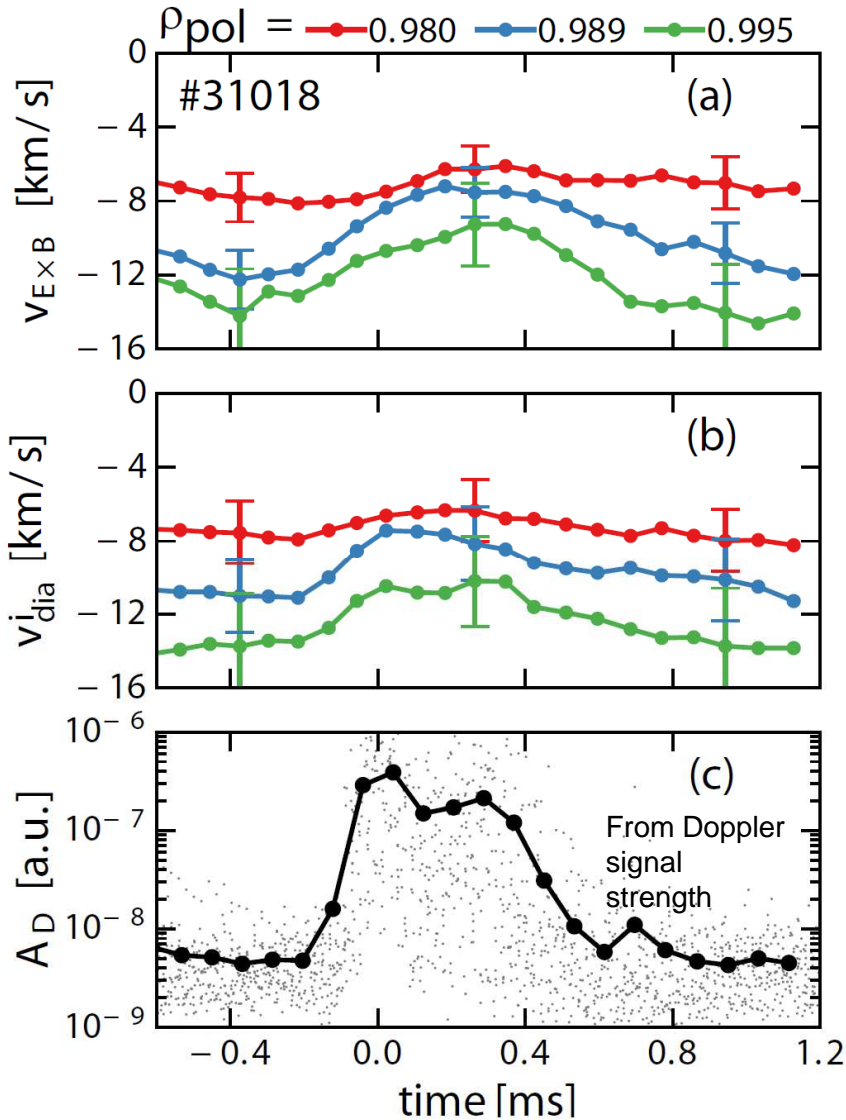 ρpol = 0.980 0.989 0.995
#31018
(a)
0
−4
−8
−12
−16
vE×B [km/s]
(b)
0
−4
−8
−12
−16
v^i_dia [km/s]
(c)
10^−6
10^−7
10^−8
10^−9
A_D [a.u.]
From Doppler
signal
strength
−0.4 0.0 0.4 0.8 1.2
time [ms]